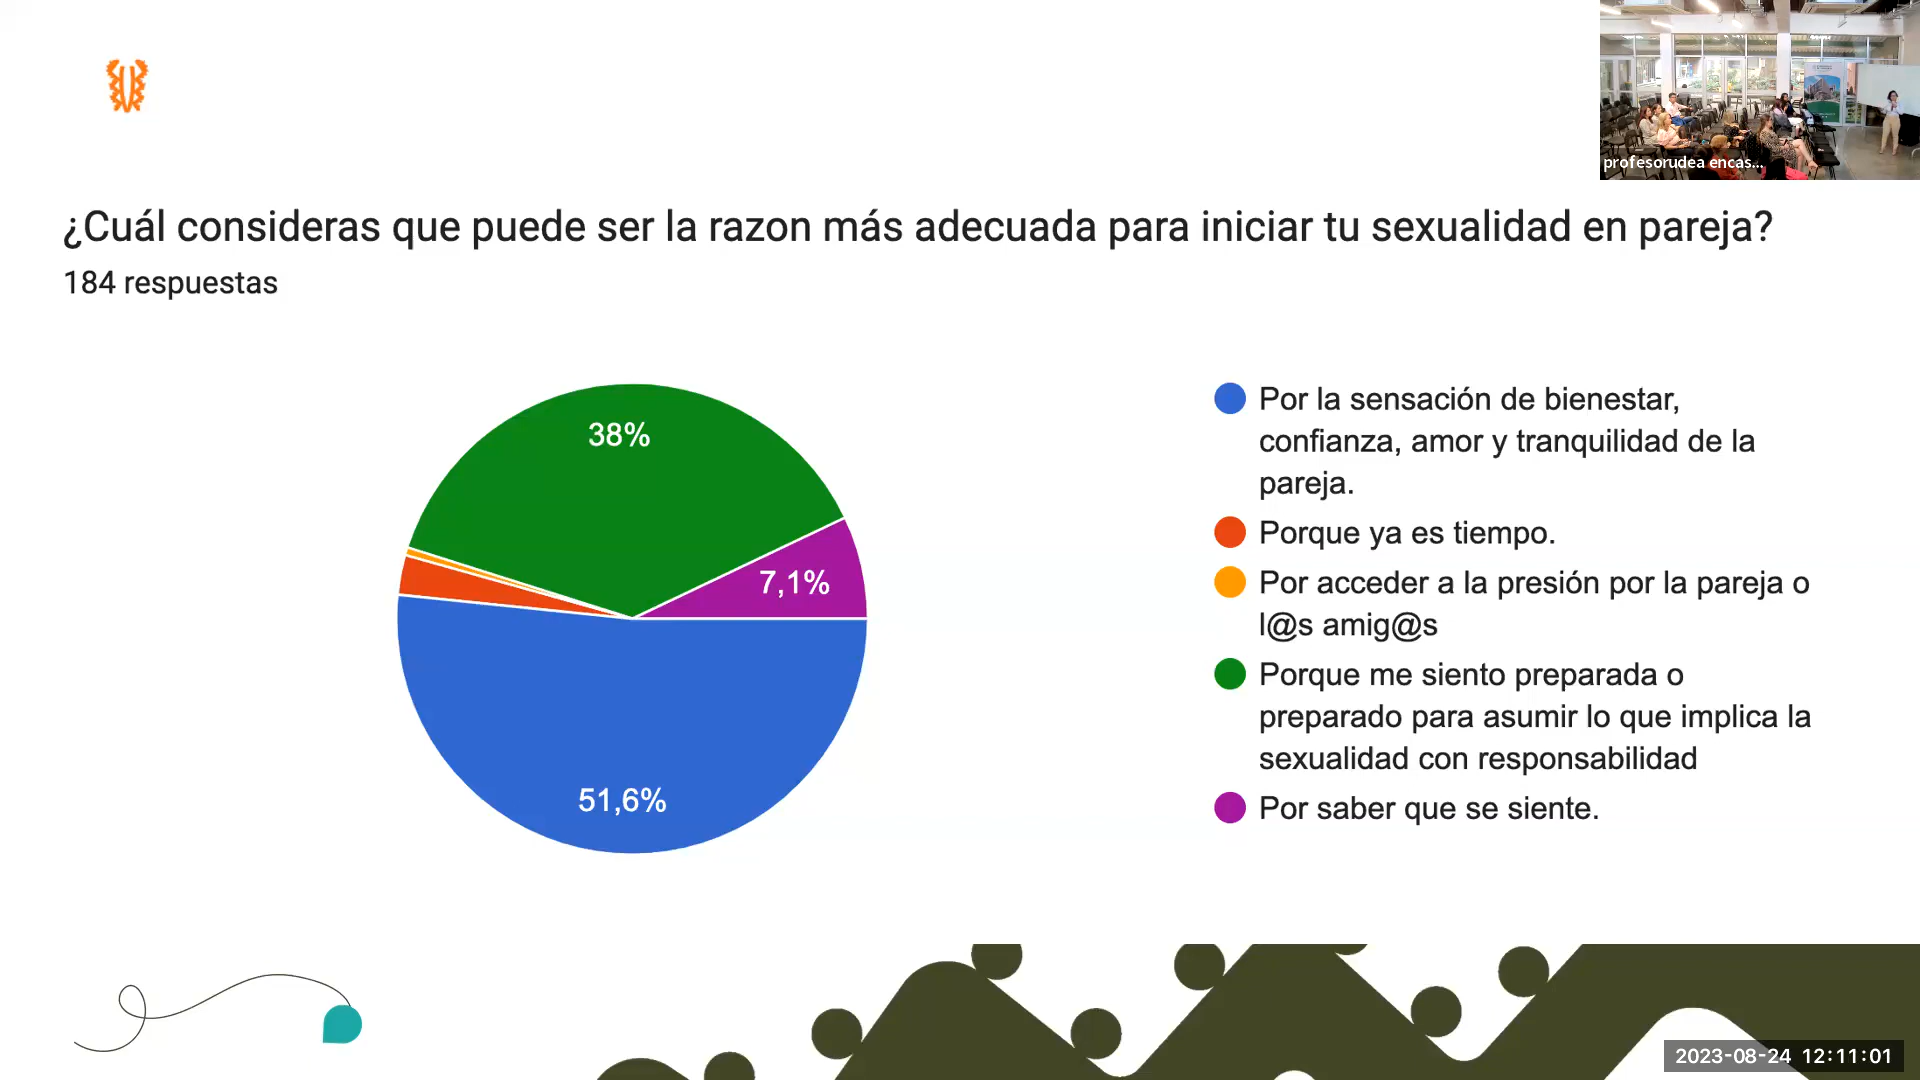 profesorudea encas...
¿Cuál consideras que puede ser la razon más adecuada para iniciar tu sexualidad en pareja?
184 respuestas
38%
7,1%
51,6%
Por la sensación de bienestar,
confianza, amor y tranquilidad de la
pareja.
Porque ya es tiempo.
Por acceder a la presión por la pareja o
l@s amig@s
Porque me siento preparada o
preparado para asumir lo que implica la
sexualidad con responsabilidad
Por saber que se siente.
2023-08-24 12:11:01